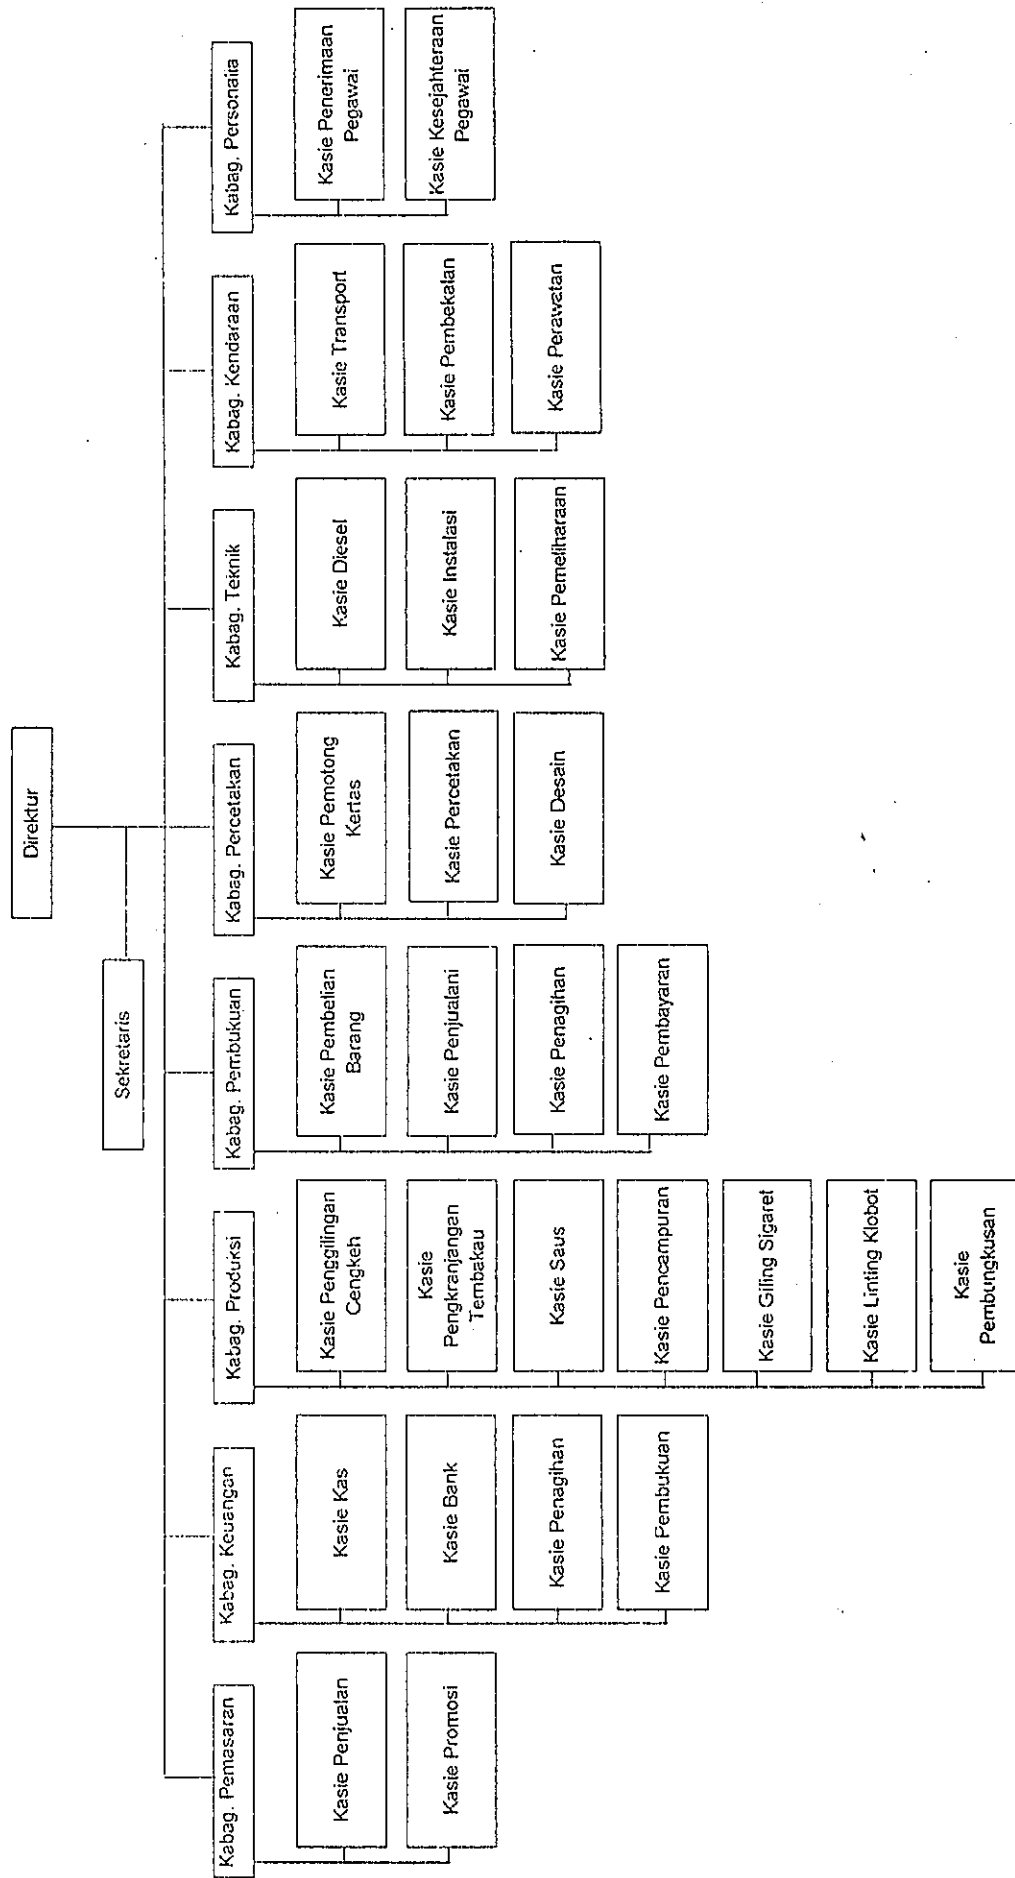 Direktur
Sekretaris
Kabag. Pemasaran
Kasie Penjualan
Kasie Promosi
Kabag. Keuangan
Kasie Kas
Kasie Bank
Kasie Penagihan
Kasie Pembukuan
Kabag. Produksi
Kasie Penggilingan
Cengkeh
Kasie
Pengkranjangan
Tembakau
Kasie Saus
Kasie Pencampuran
Kasie Giling Sigaret
Kasie Linting Klobot
Kasie
Pembungkusan
Kabag. Pembukuan
Kasie Pembelian
Barang
Kasie Penjualani
Kasie Penagihan
Kasie Pembayaran
Kabag. Percetakan
Kasie Pemotong
Kertas
Kasie Percetakan
Kasie Desain
Kabag. Teknik
Kasie Diesel
Kasie Instalasi
Kasie Pemeliharaan
Kabag. Kendaraan
Kasie Transport
Kasie Pembekalan
Kasie Perawatan
Kabag. Personalia
Kasie Penerimaan
Pegawai
Kasie Kesejahteraan
Pegawai